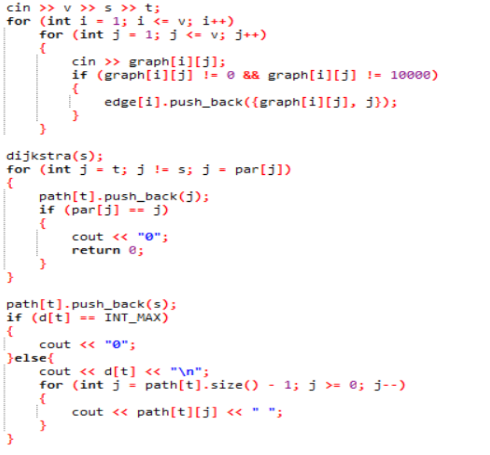 cin >> v >> s >> t;
for (int i = 1; i <= v; i++)
    for (int j = 1; j <= v; j++)
    {
        cin >> graph[i][j];
        if (graph[i][j] != 0 && graph[i][j] != 10000)
        {
            edge[i].push_back({graph[i][j], j});
        }
    }

dijkstra(s);
for (int j = t; j != s; j = par[j])
{
    path[t].push_back(j);
    if (par[j] == j)
    {
        cout << "0";
        return 0;
    }
}

path[t].push_back(s);
if (d[t] == INT_MAX)
{
    cout << "0";
}else{
    cout << d[t] << "\n";
    for (int j = path[t].size() - 1; j >= 0; j--)
    {
        cout << path[t][j] << " ";
    }
}